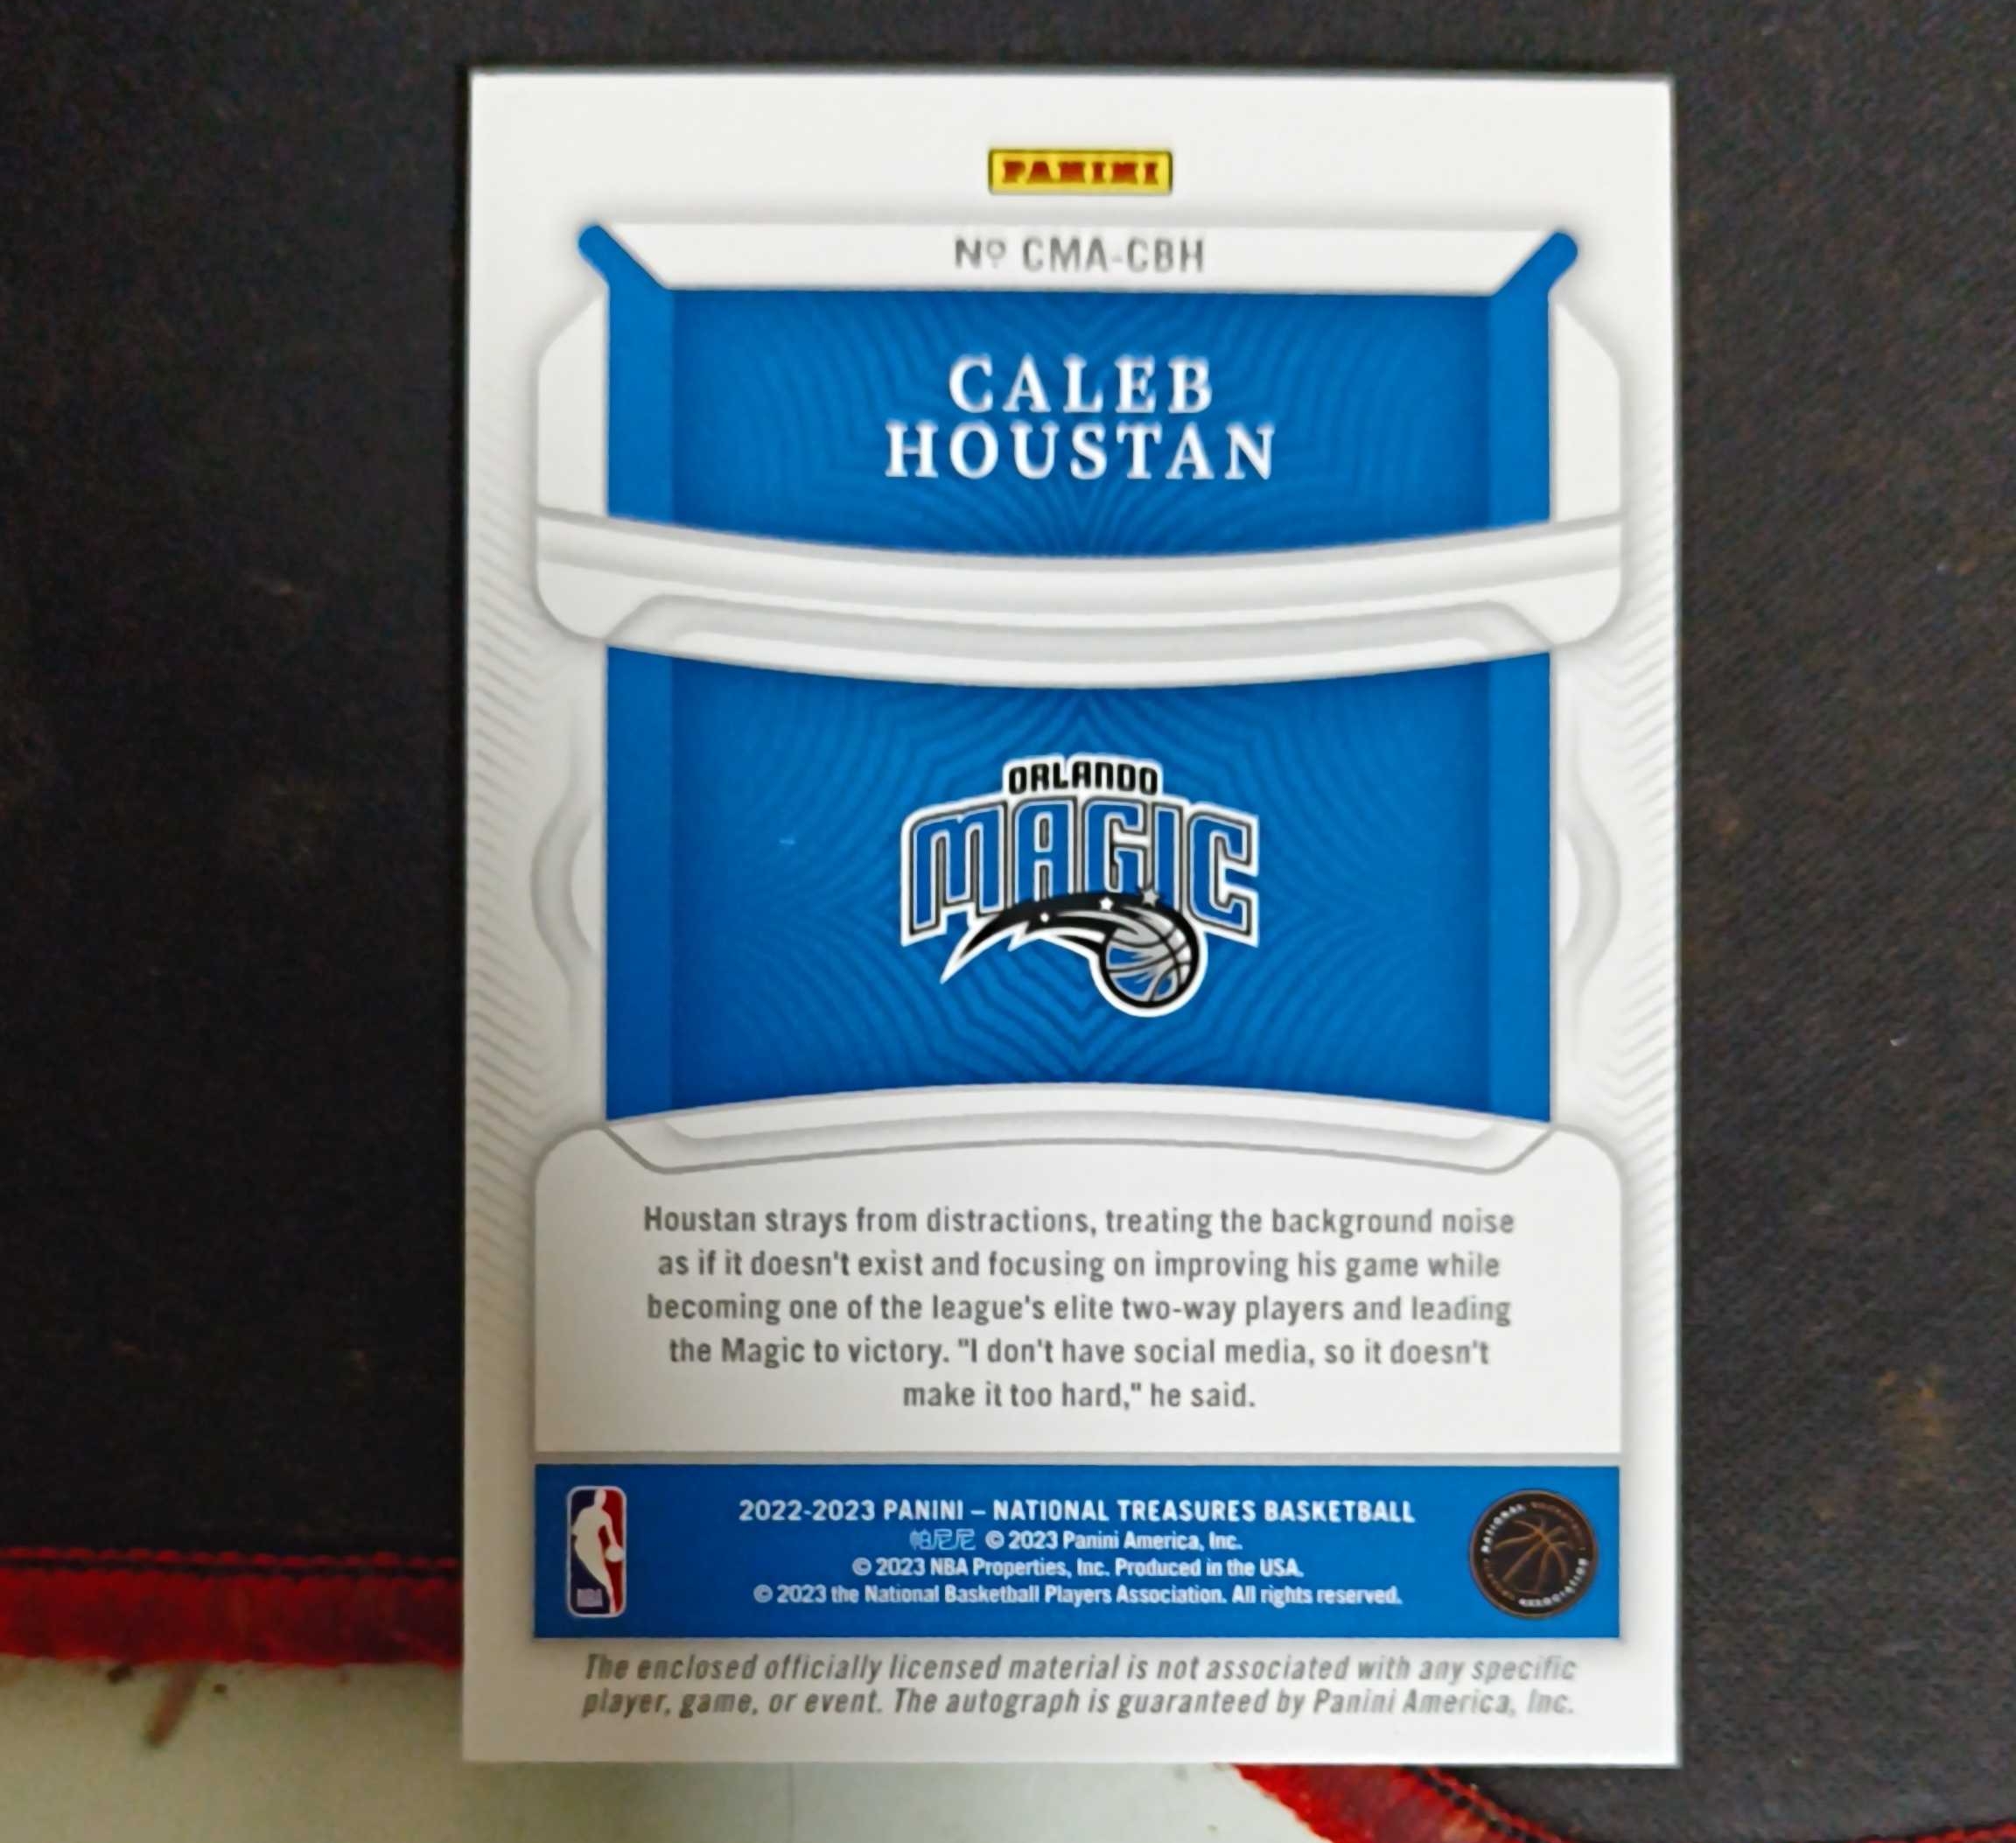 PANINI
Nº CMA-CBH
CALEB
HOUSTAN
ORLANDO
MAGIC
Houstan strays from distractions, treating the background noise
as if it doesn't exist and focusing on improving his game while
becoming one of the league's elite two-way players and leading
the Magic to victory. "I don't have social media, so it doesn't
make it too hard," he said.
2022-2023 PANINI – NATIONAL TREASURES BASKETBALL
帕尼尼 © 2023 Panini America, Inc.
© 2023 NBA Properties, Inc. Produced in the USA.
© 2023 the National Basketball Players Association. All rights reserved.
NBA
NATIONAL
ASSOCIATION
The enclosed officially licensed material is not associated with any specific
player, game, or event. The autograph is guaranteed by Panini America, Inc.